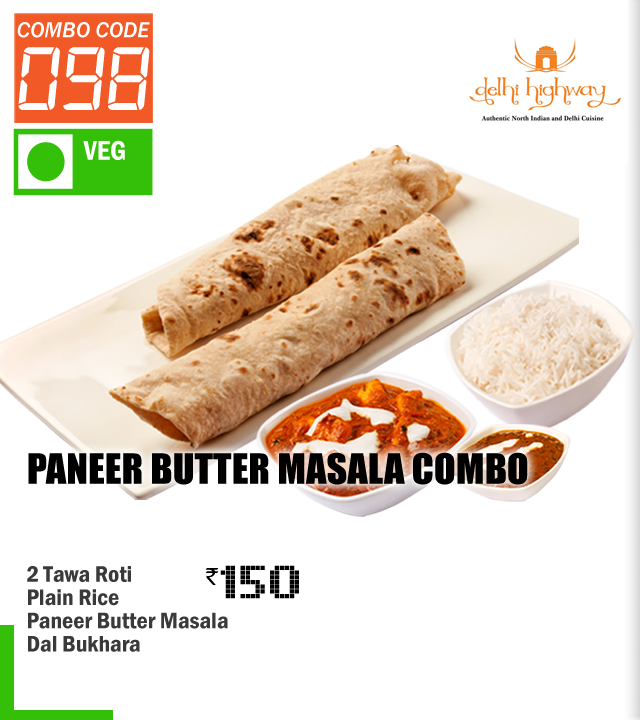 COMBO CODE
098
VEG
delhi highway
Authentic North Indian and Delhi Cuisine
PANEER BUTTER MASALA COMBO
2 Tawa Roti
₹150
Plain Rice
Paneer Butter Masala
Dal Bukhara